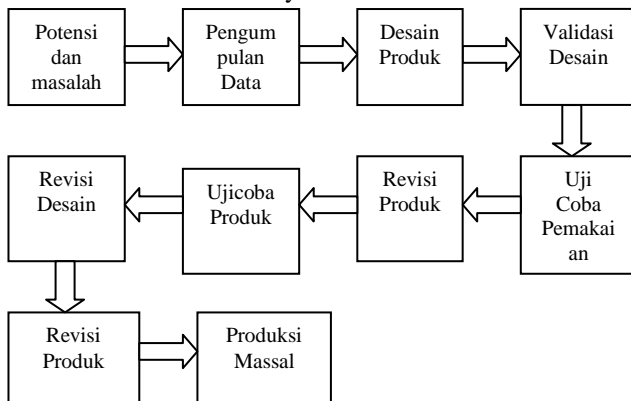 Potensi
dan
masalah
Pengum
pulan
Data
Desain
Produk
Validasi
Desain
Uji
Coba
Pemakai
an
Revisi
Produk
Ujicoba
Produk
Revisi
Desain
Revisi
Produk
Produksi
Massal